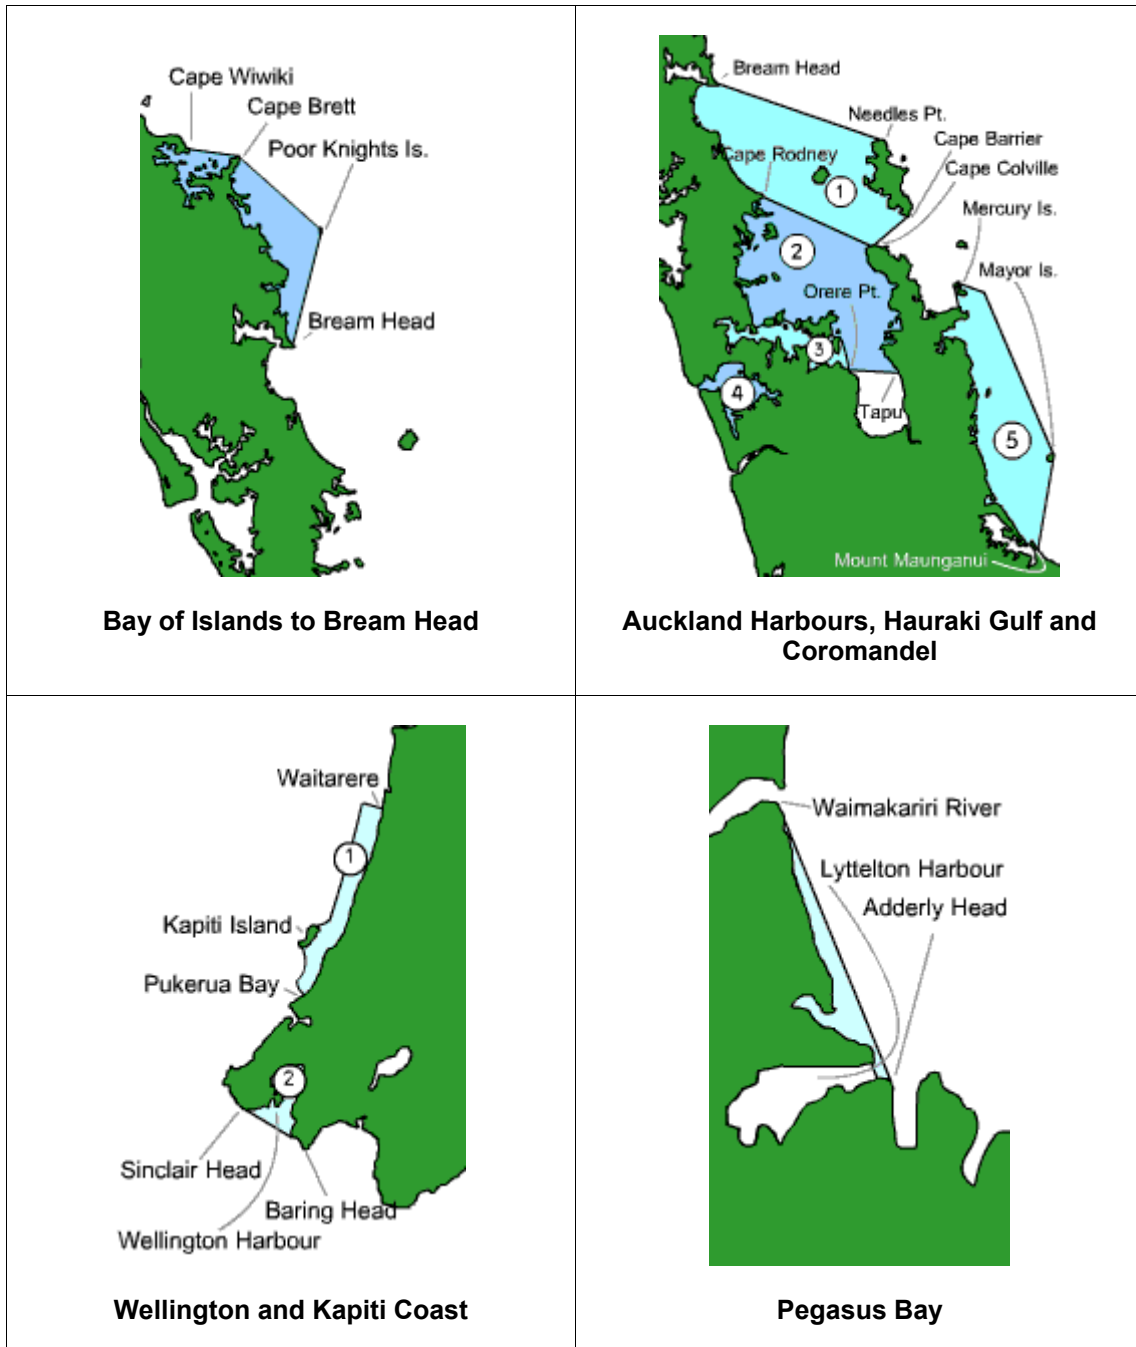 Cape Wiwiki
Cape Brett
Poor Knights Is.
Bream Head
Bay of Islands to Bream Head
Bream Head
Needles Pt.
Cape Barrier
Cape Rodney
Cape Colville
1
Mercury Is.
2
Mayor Is.
Orere Pt.
3
4
Tapu
5
Mount Maunganui
Auckland Harbours, Hauraki Gulf and
Coromandel
Waitarere
1
Kapiti Island
Pukerua Bay
2
Sinclair Head
Baring Head
Wellington Harbour
Wellington and Kapiti Coast
Waimakariri River
Lyttelton Harbour
Adderly Head
Pegasus Bay